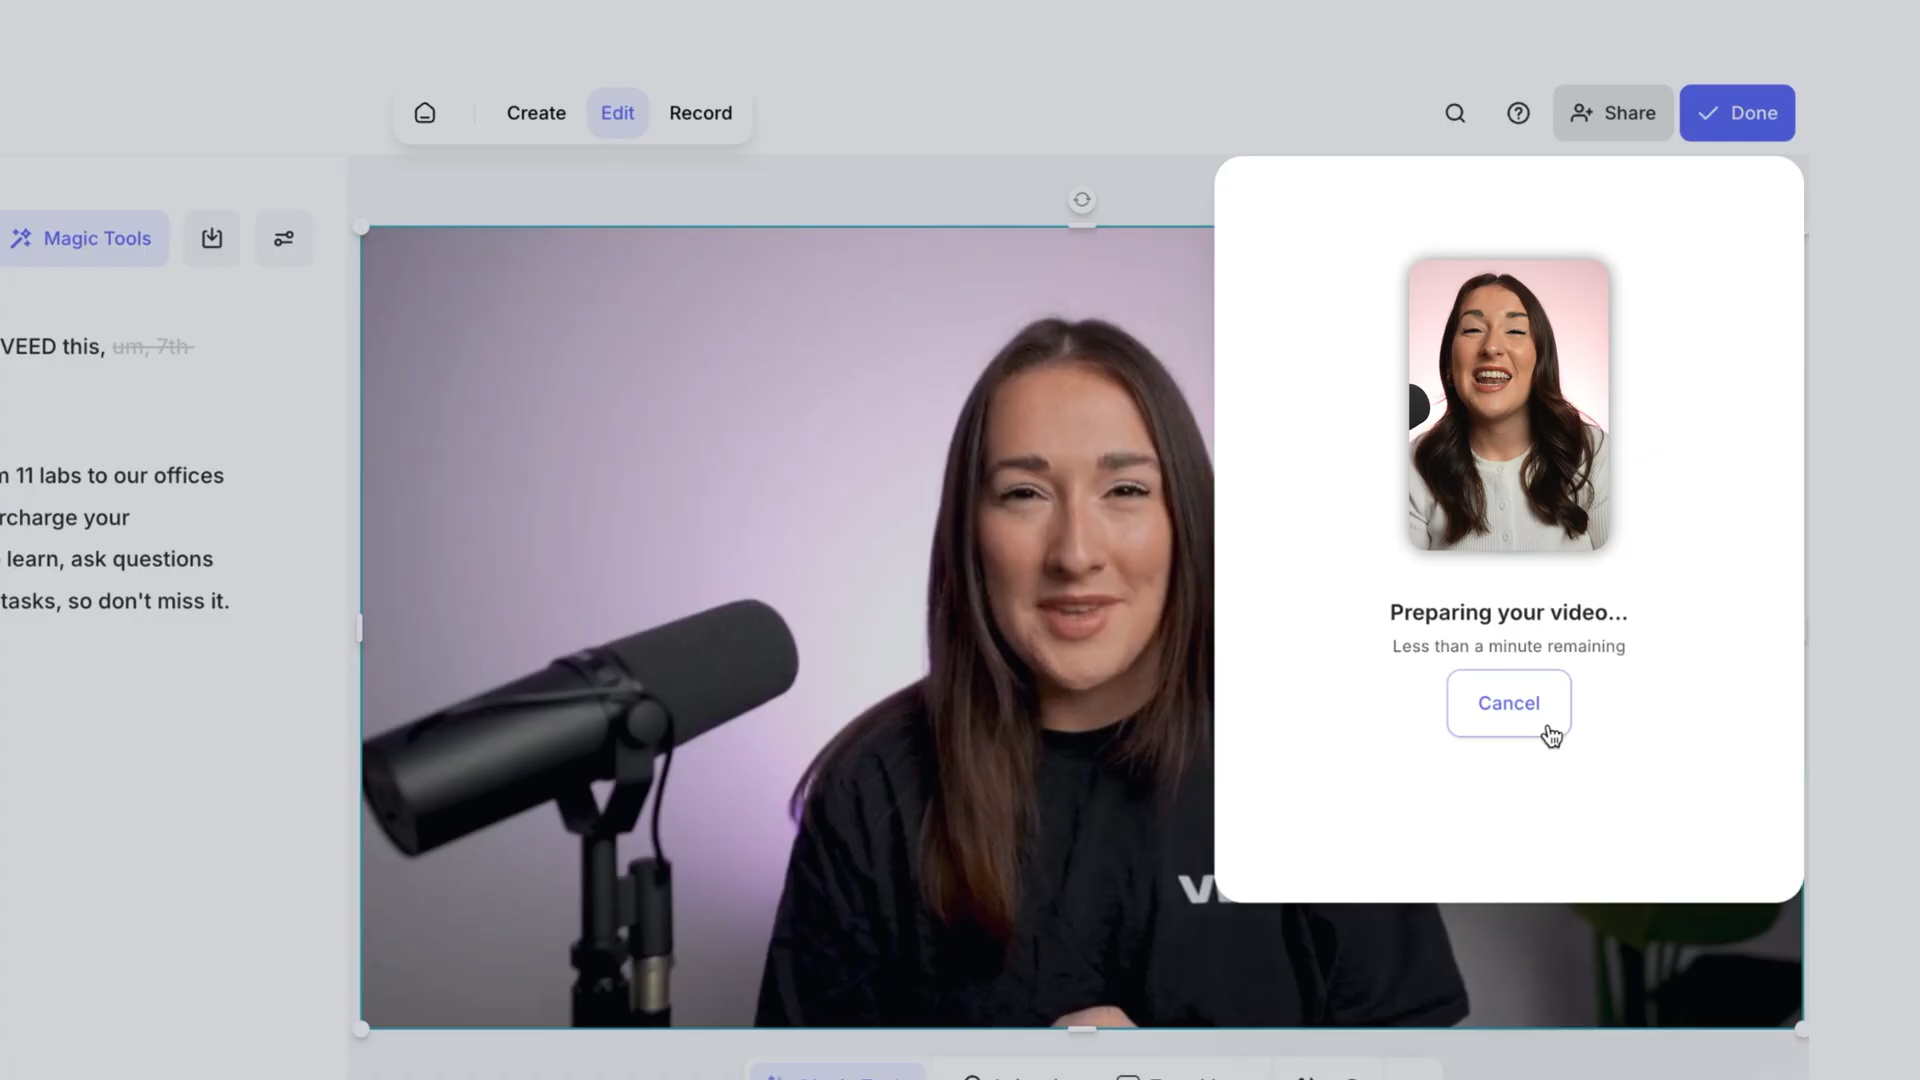 Create Edit Record
Share Done
Magic Tools
VEED this, um, 7th
11 labs to our offices
rcharge your
learn, ask questions
tasks, so don't miss it.
Preparing your video...
Less than a minute remaining
Cancel